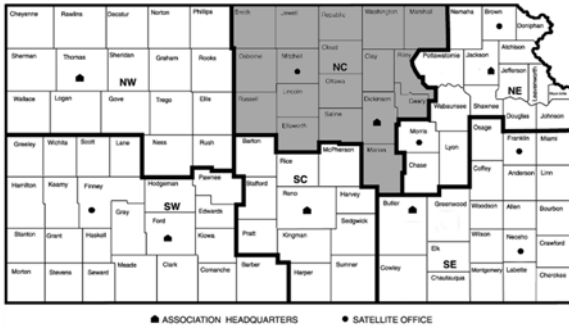 Cheyenne Rawlins Decatur Norton Phillips Smith Jewell Republic Washington Marshall Nemaha Brown Doniphan
Sherman Thomas Sheridan Graham Rooks Osborne Mitchell Cloud Clay Riley Pottawatomie Jackson Atchison
NW NC NE
Jefferson Leavenworth
Wallace Logan Gove Trego Ellis Russell Lincoln Ottawa Dickinson Geary Wabaunsee Shawnee
Ellsworth Saline Morris Osage Douglas Johnson
Greeley Wichita Scott Lane Ness Rush Barton McPherson Marion Chase Lyon Franklin Miami
Rice
Hamilton Kearny Finney Hodgeman Pawnee Stafford SC Coffey Anderson Linn
SW Reno Harvey Butler Greenwood Woodson Allen Bourbon
Gray Ford Edwards Sedgwick
Stanton Grant Haskell Kiowa Pratt Kingman Elk Wilson Neosho Crawford
SE
Morton Stevens Seward Meade Clark Comanche Barber Harper Sumner Cowley Chautauqua Montgomery Labette Cherokee
ASSOCIATION HEADQUARTERS SATELLITE OFFICE